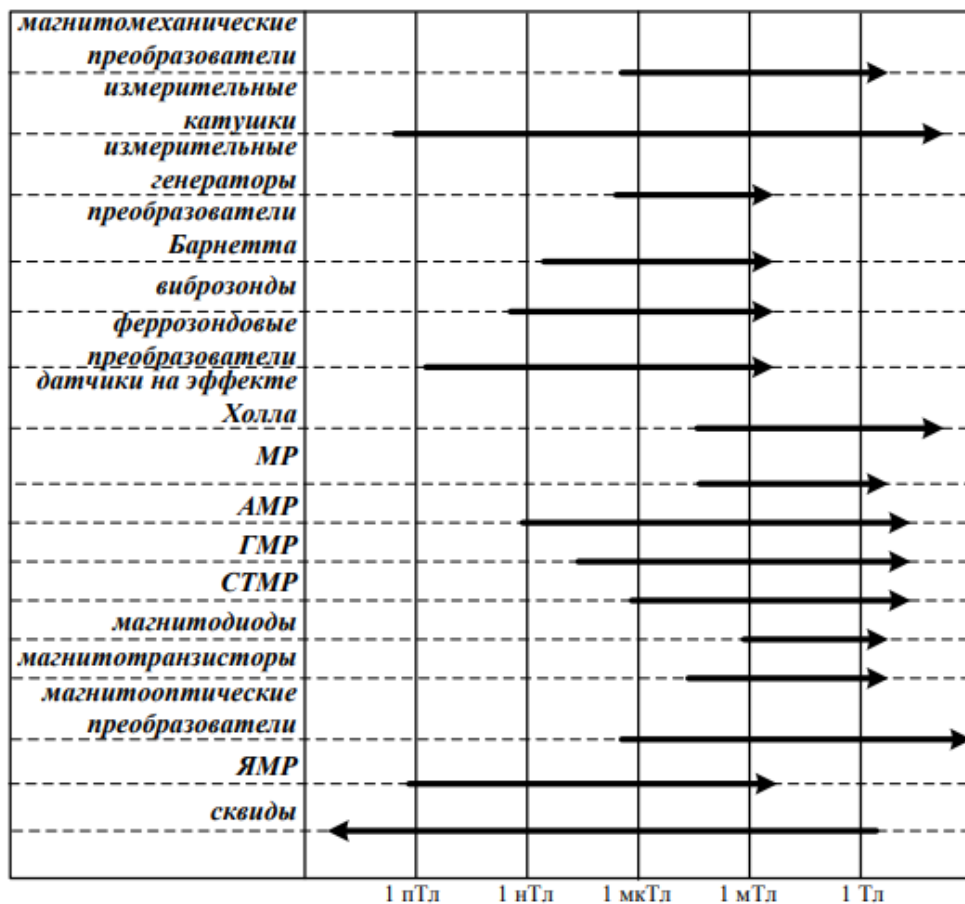 магнитомеханические
преобразователи
измерительные
катушки
измерительные
генераторы
преобразователи
Барнетта
виброзонды
феррозондовые
преобразователи
датчики на эффекте
Холла
МР
АМР
ГМР
СТМР
магнитодиоды
магнитотранзисторы
магнитооптические
преобразователи
ЯМР
сквиды
1 пТл 1 нТл 1 мкТл 1 мТл 1 Тл